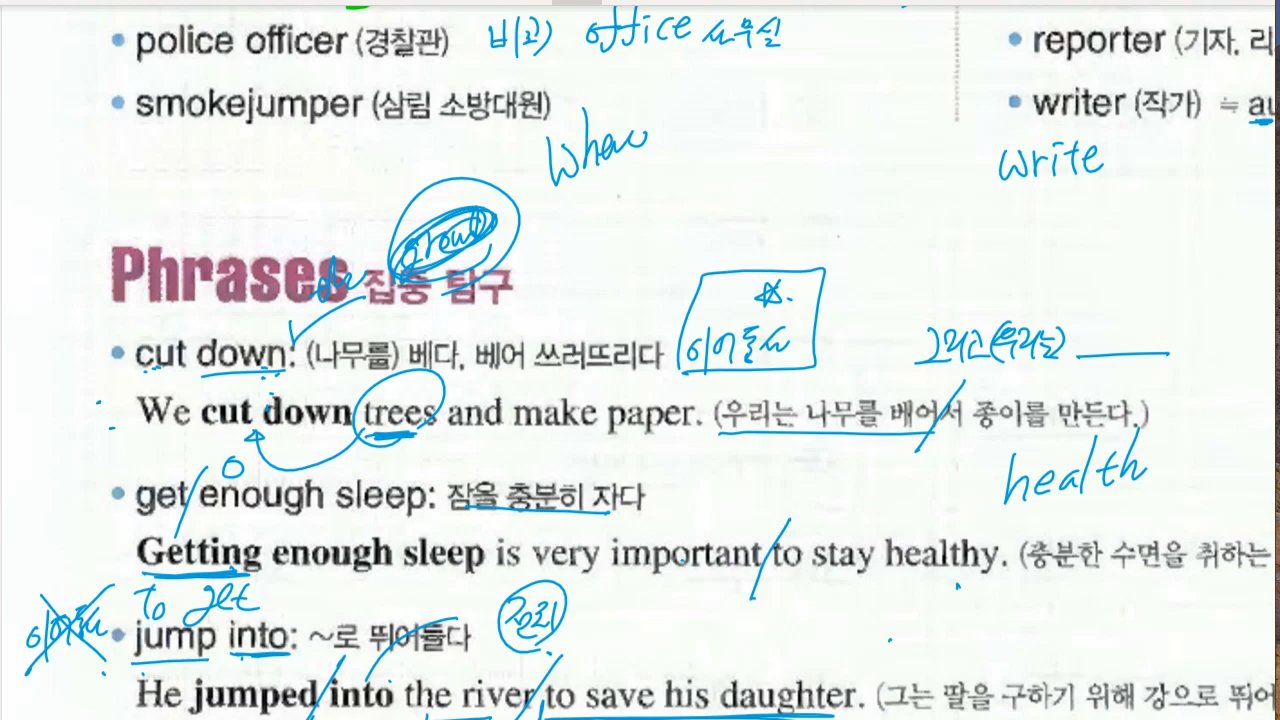 police officer (경찰관) 비(교) office 사무실
reporter (기자, 리
smokejumper (삼림 소방대원)
writer (작가) ≒ au
when
write
Phrases 집중 탐구
☆.
이어동사
cut down: (나무를) 베다, 베어 쓰러뜨리다
그리고 (우리는)
We cut down trees and make paper. (우리는 나무를 베어서 종이를 만든다.)
health
get enough sleep: 잠을 충분히 자다
Getting enough sleep is very important to stay healthy. (충분한 수면을 취하는
To get
jump into: ~로 뛰어들다
He jumped into the river to save his daughter. (그는 딸을 구하기 위해 강으로 뛰어